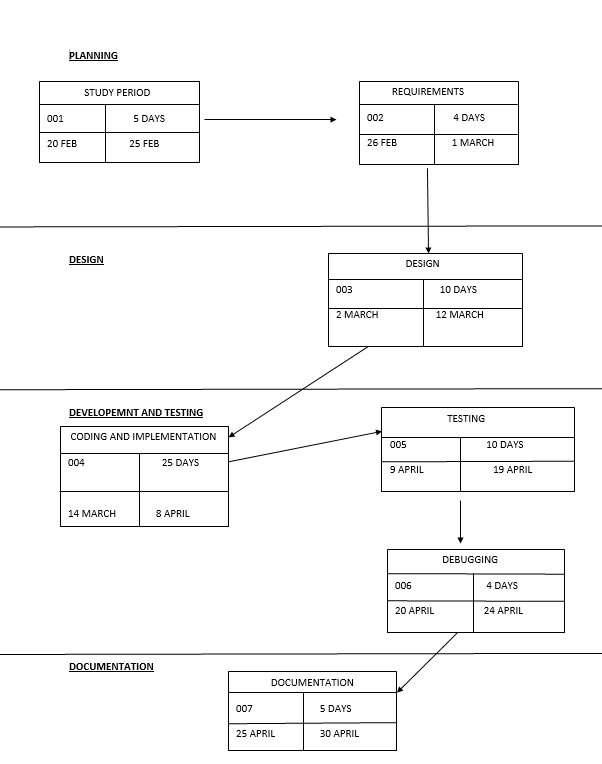 PLANNING
STUDY PERIOD
001 5 DAYS
20 FEB 25 FEB
REQUIREMENTS
002 4 DAYS
26 FEB 1 MARCH
DESIGN
DESIGN
003 10 DAYS
2 MARCH 12 MARCH
DEVELOPEMNT AND TESTING
CODING AND IMPLEMENTATION
004 25 DAYS
14 MARCH 8 APRIL
TESTING
005 10 DAYS
9 APRIL 19 APRIL
DEBUGGING
006 4 DAYS
20 APRIL 24 APRIL
DOCUMENTATION
DOCUMENTATION
007 5 DAYS
25 APRIL 30 APRIL